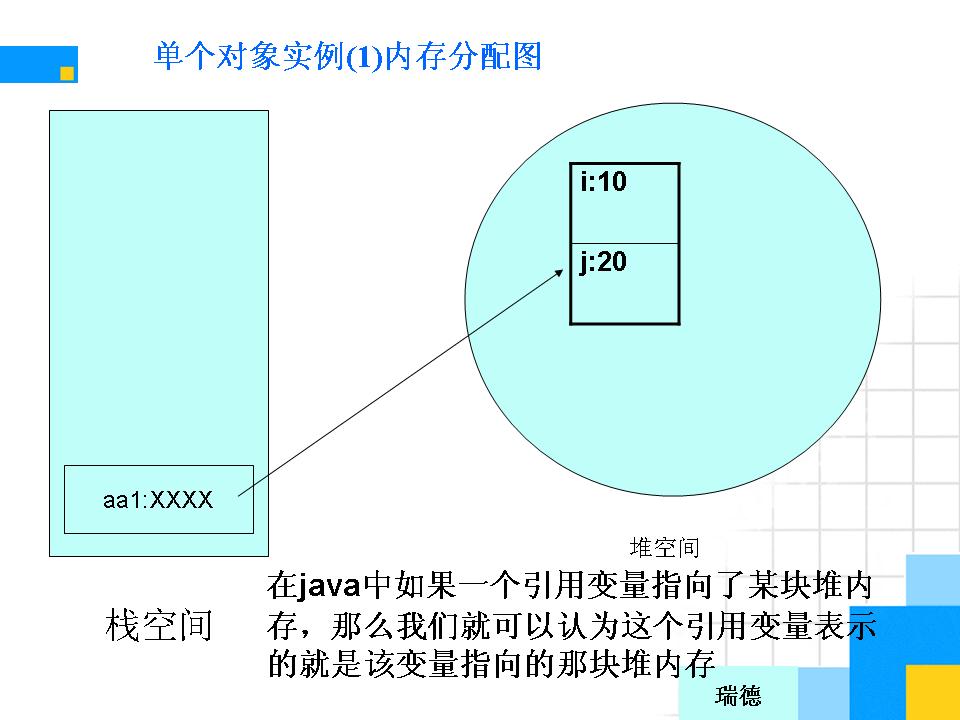 单个对象实例(1)内存分配图
i:10
j:20
aa1:XXXX
堆空间
栈空间
在java中如果一个引用变量指向了某块堆内
存，那么我们就可以认为这个引用变量表示
的就是该变量指向的那块堆内存
瑞德